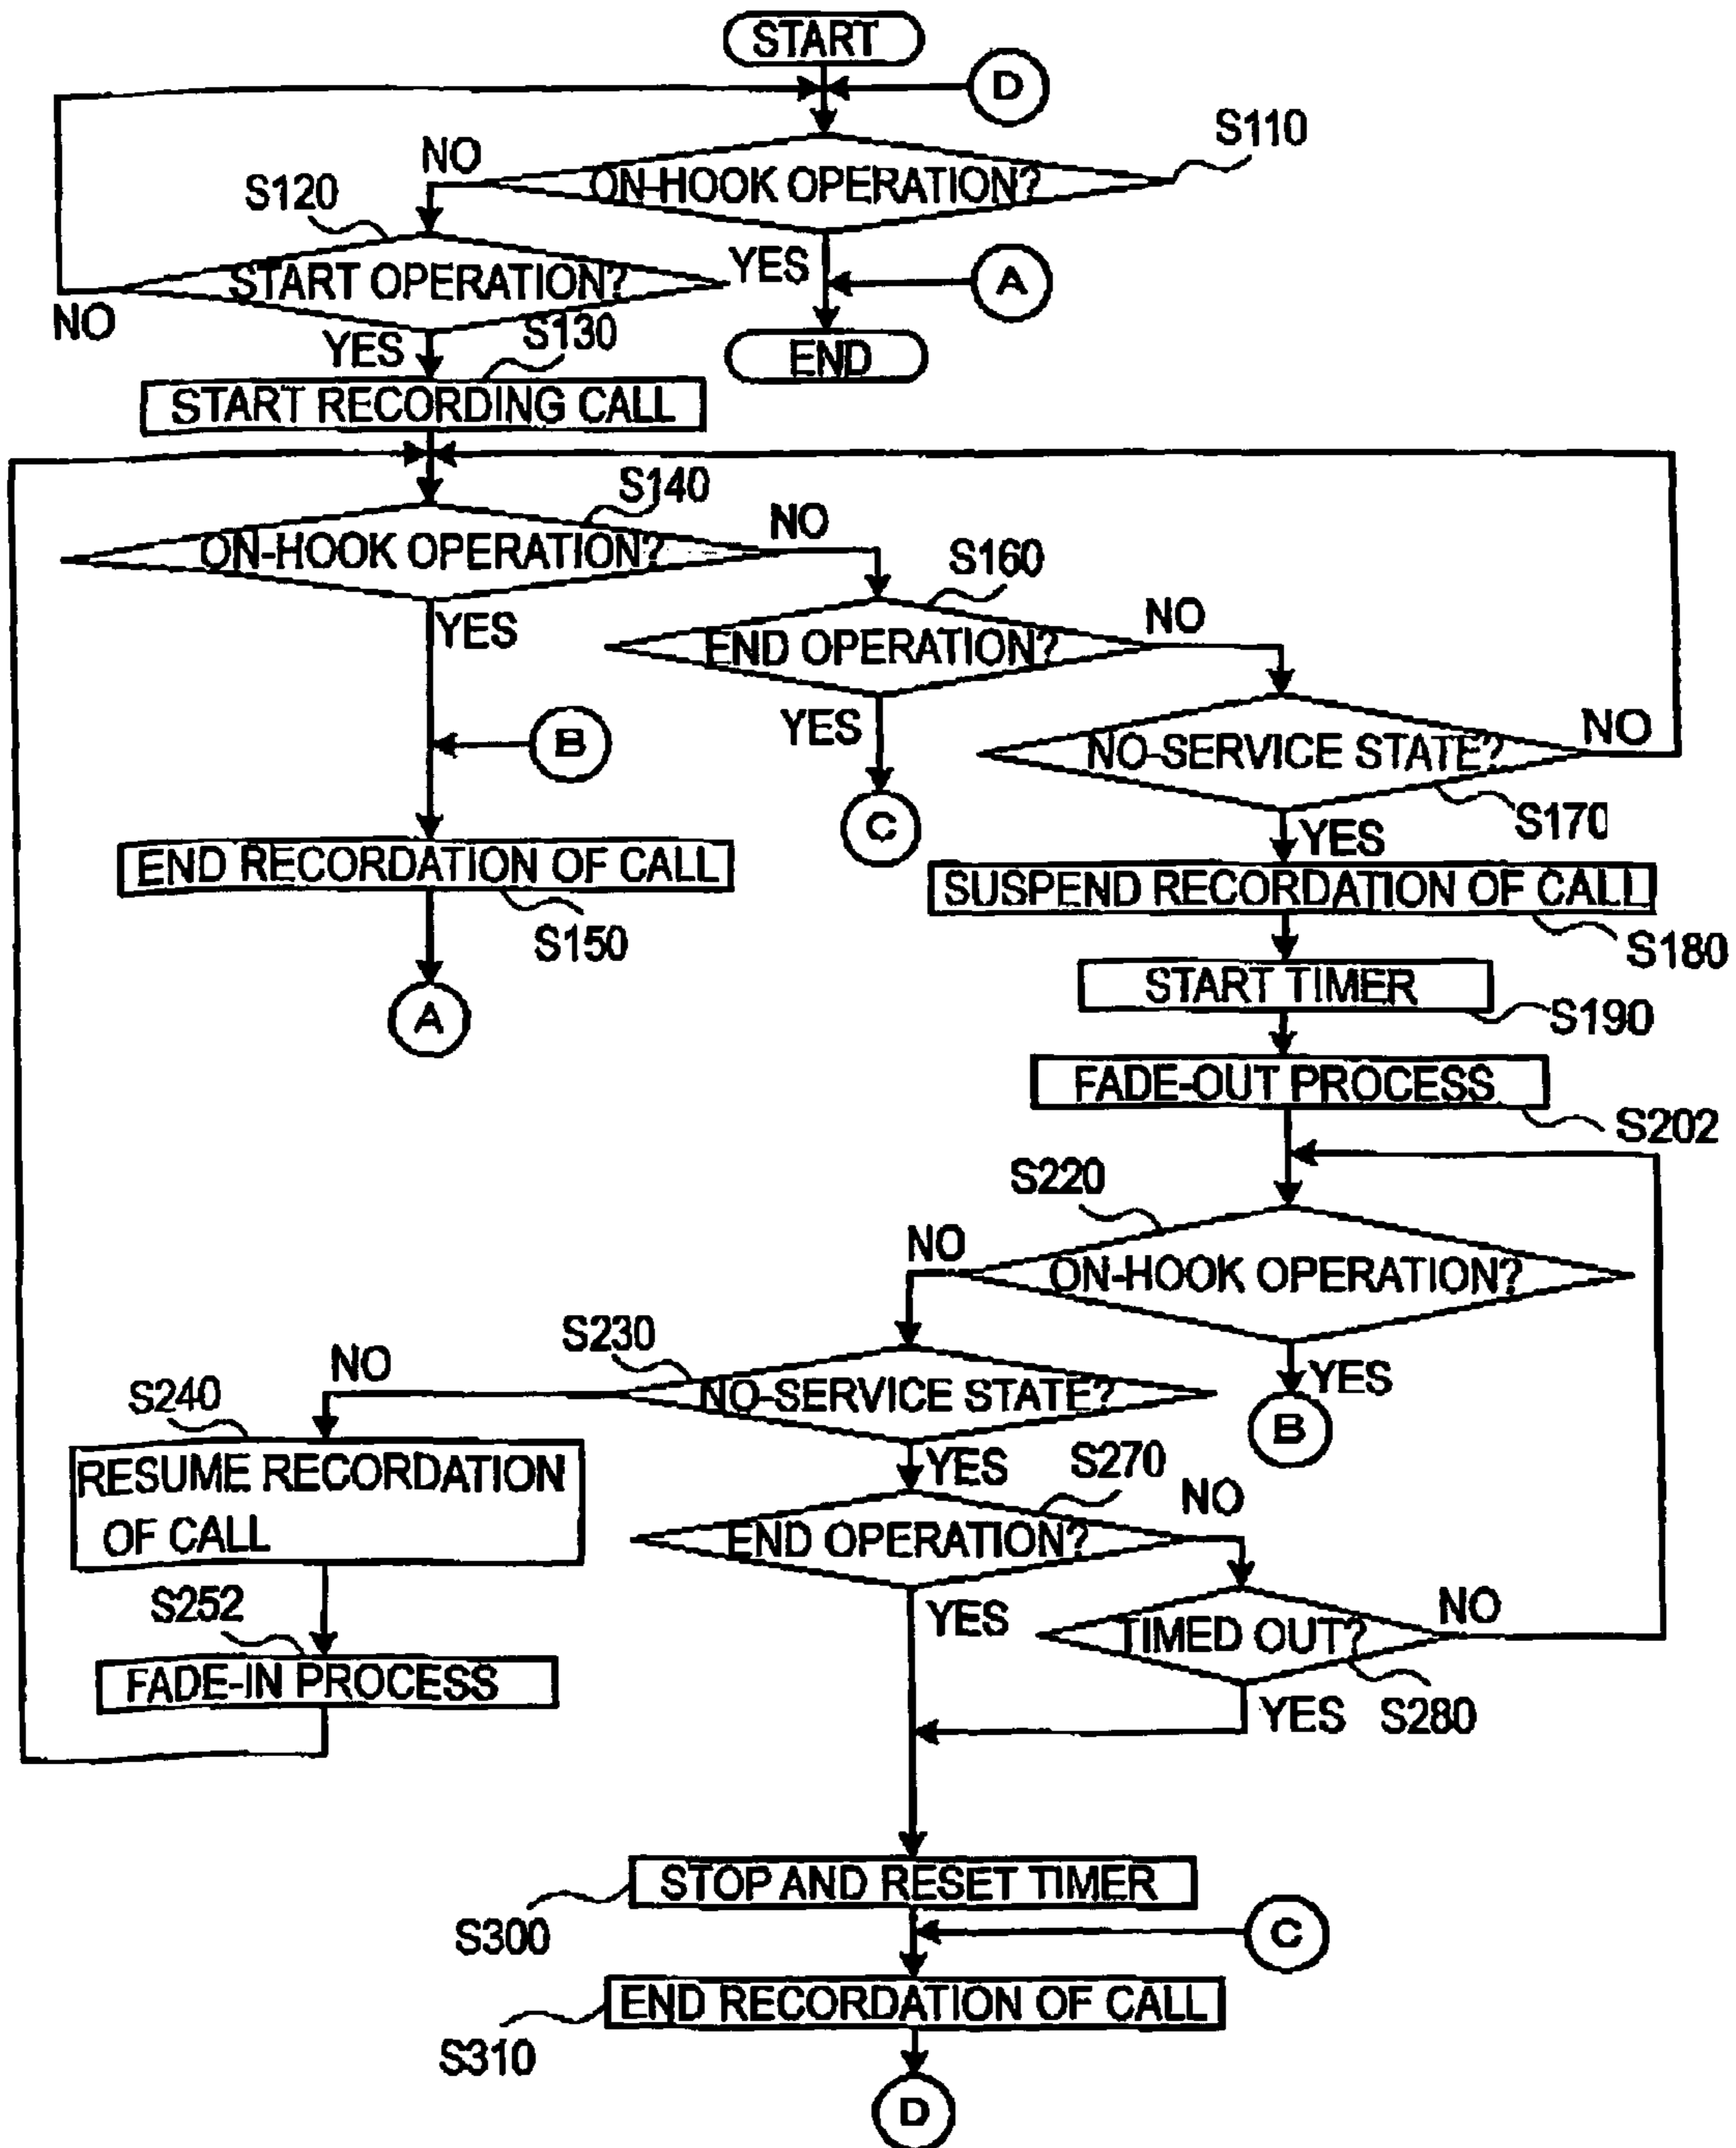 START
D
S110
NO
ON-HOOK OPERATION?
S120
YES
A
START OPERATION?
NO
END
YES
S130
START RECORDING CALL
S140
NO
ON-HOOK OPERATION?
S160
YES
NO
END OPERATION?
YES
B
NO
NO-SERVICE STATE?
C
S170
YES
END RECORDATION OF CALL
SUSPEND RECORDATION OF CALL
S150
S180
START TIMER
S190
A
FADE-OUT PROCESS
S202
S220
NO
ON-HOOK OPERATION?
S230
NO
YES
S240
NO-SERVICE STATE?
B
YES
S270
NO
RESUME RECORDATION
OF CALL
END OPERATION?
S252
YES
NO
TIMED OUT?
FADE-IN PROCESS
YES
S280
STOP AND RESET TIMER
S300
C
END RECORDATION OF CALL
S310
D